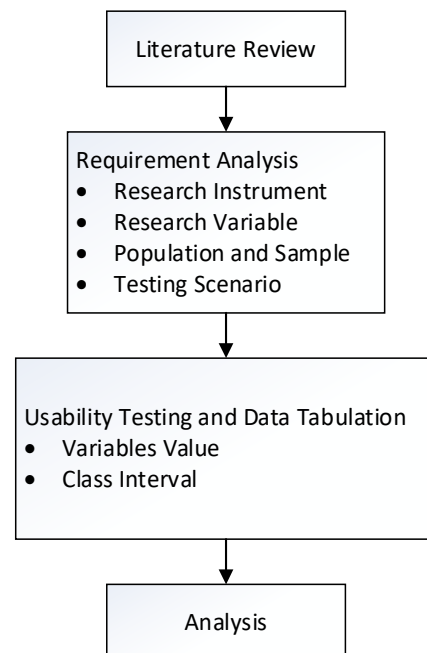 Literature Review
Requirement Analysis
• Research Instrument
• Research Variable
• Population and Sample
• Testing Scenario
Usability Testing and Data Tabulation
• Variables Value
• Class Interval
Analysis